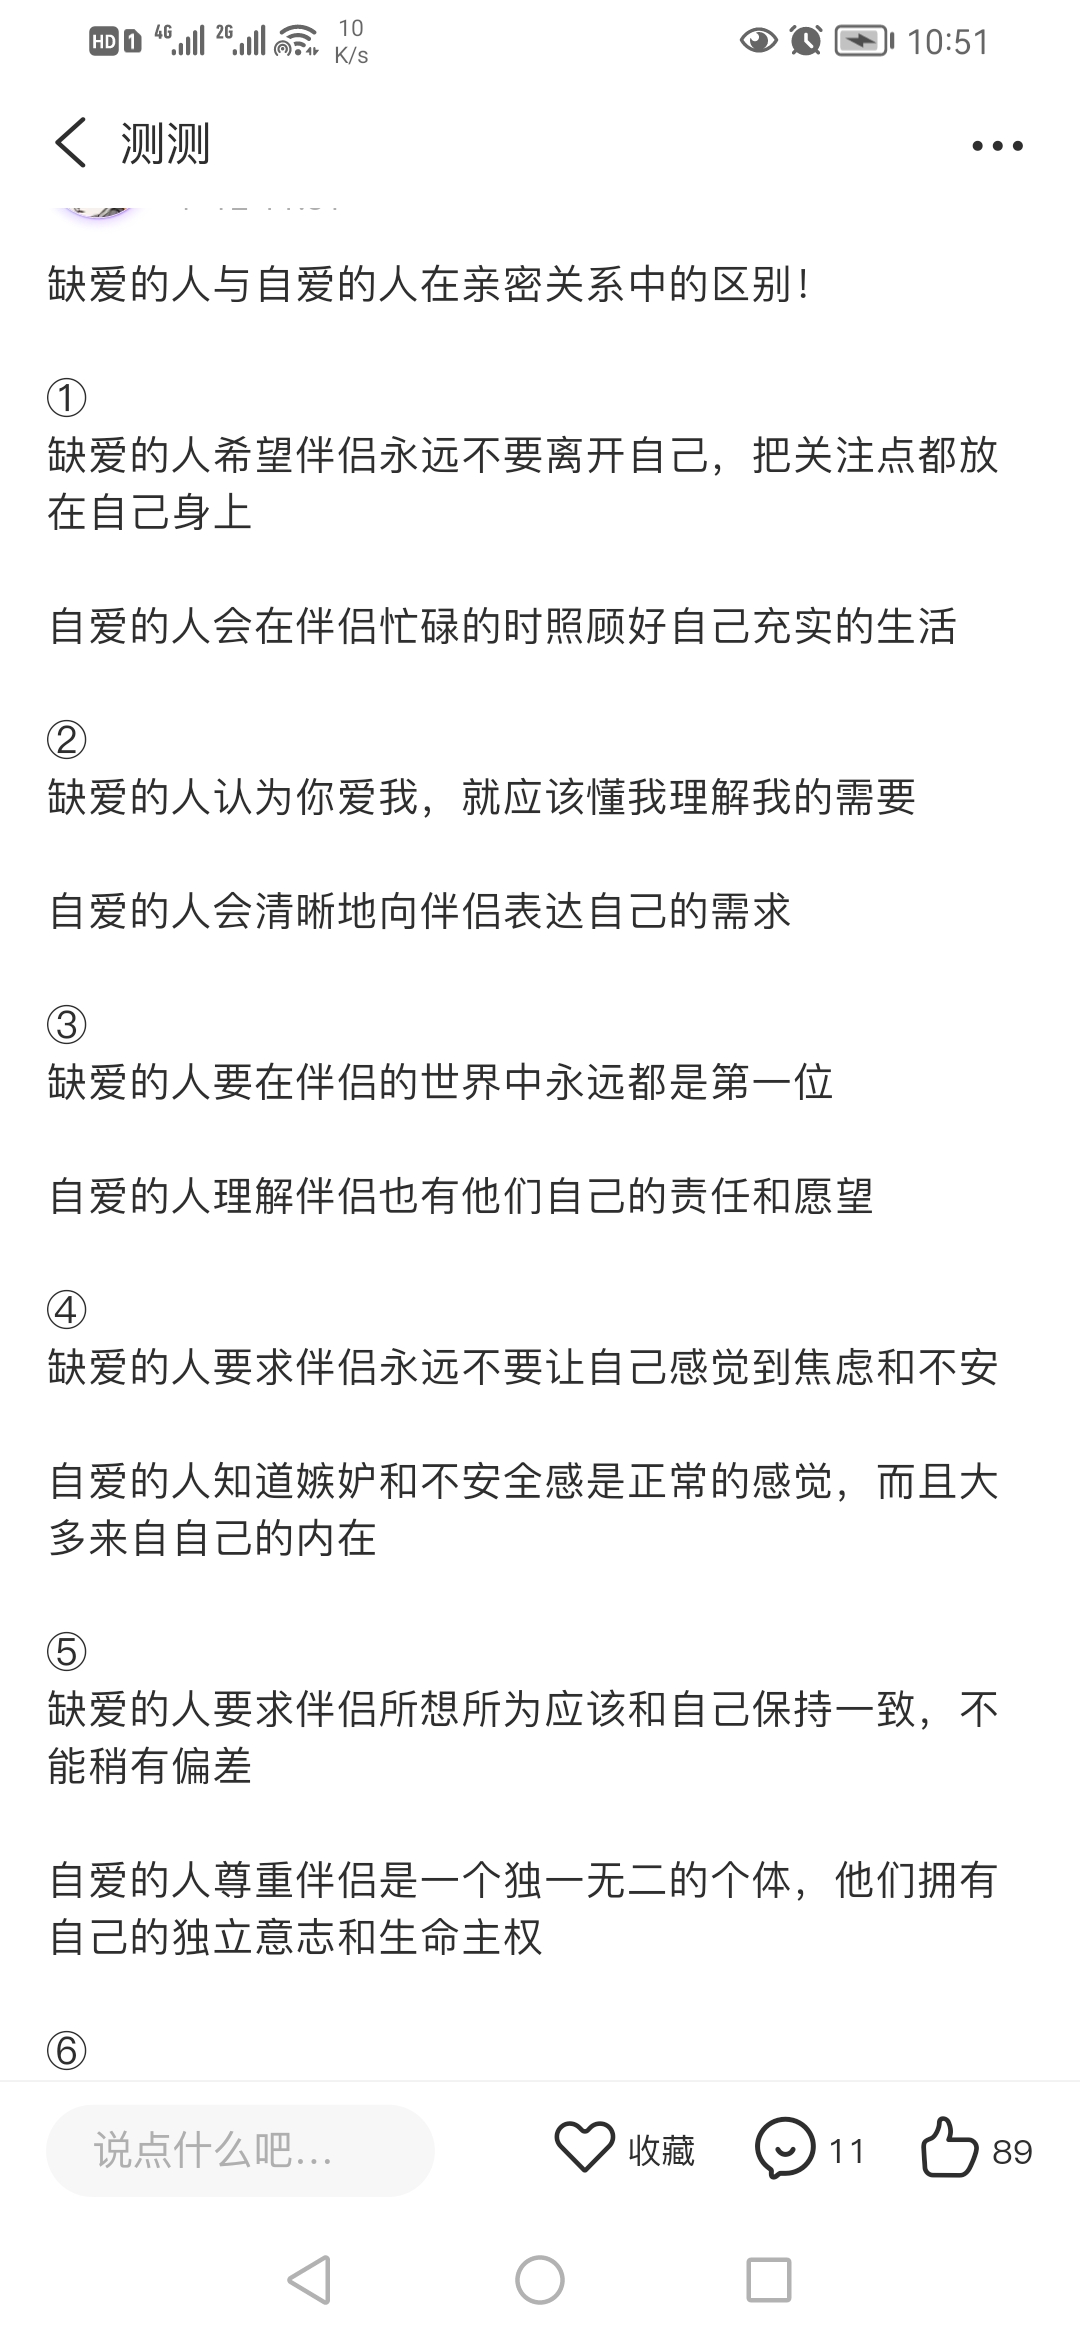 HD 1 4G 2G 10 K/s 10:51
测测
缺爱的人与自爱的人在亲密关系中的区别！
①
缺爱的人希望伴侣永远不要离开自己，把关注点都放
在自己身上
自爱的人会在伴侣忙碌的时照顾好自己充实的生活
②
缺爱的人认为你爱我，就应该懂我理解我的需要
自爱的人会清晰地向伴侣表达自己的需求
③
缺爱的人要在伴侣的世界中永远都是第一位
自爱的人理解伴侣也有他们自己的责任和愿望
④
缺爱的人要求伴侣永远不要让自己感觉到焦虑和不安
自爱的人知道嫉妒和不安全感是正常的感觉，而且大
多来自自己的内在
⑤
缺爱的人要求伴侣所想所为应该和自己保持一致，不
能稍有偏差
自爱的人尊重伴侣是一个独一无二的个体，他们拥有
自己的独立意志和生命主权
⑥
说点什么吧... 收藏 11 89